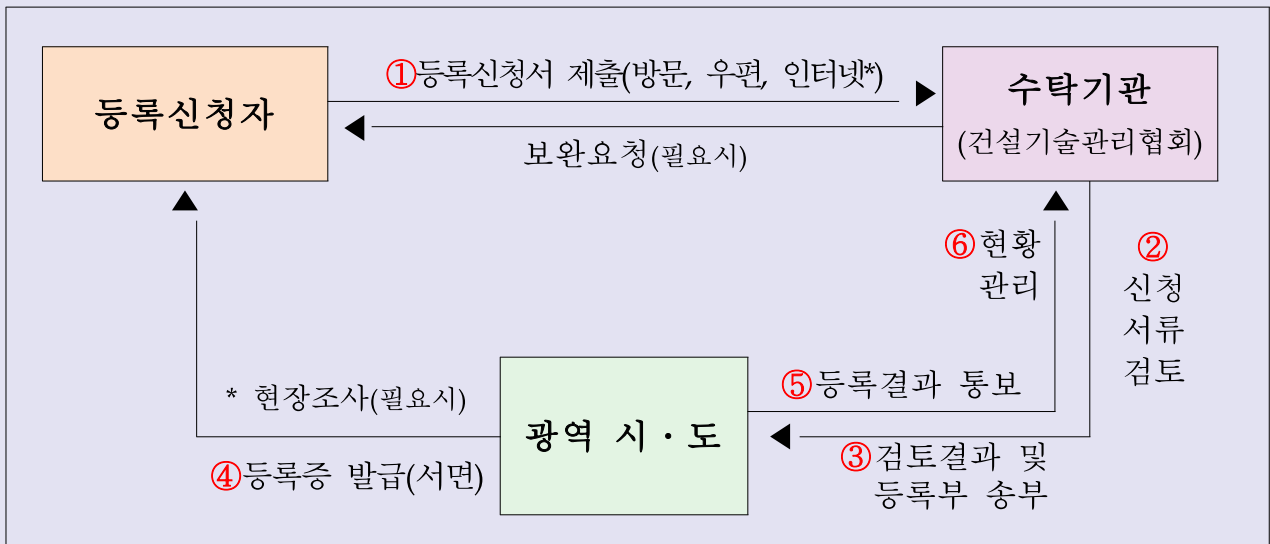 등록신청자
①등록신청서 제출(방문, 우편, 인터넷*)
보완요청(필요시)
수탁기관
(건설기술관리협회)
⑥현황
관리
②
신청
서류
검토
* 현장조사(필요시)
④등록증 발급(서면)
광역 시·도
⑤등록결과 통보
③검토결과 및
등록부 송부